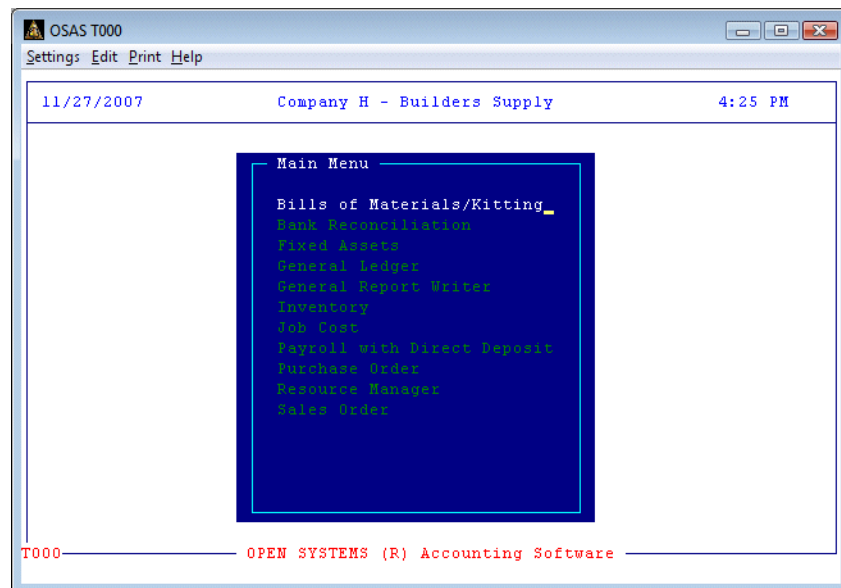 OSAS T000
Settings Edit Print Help
11/27/2007 Company H - Builders Supply 4:25 PM
Main Menu
Bills of Materials/Kitting
Bank Reconciliation
Fixed Assets
General Ledger
General Report Writer
Inventory
Job Cost
Payroll with Direct Deposit
Purchase Order
Resource Manager
Sales Order
T000 OPEN SYSTEMS (R) Accounting Software